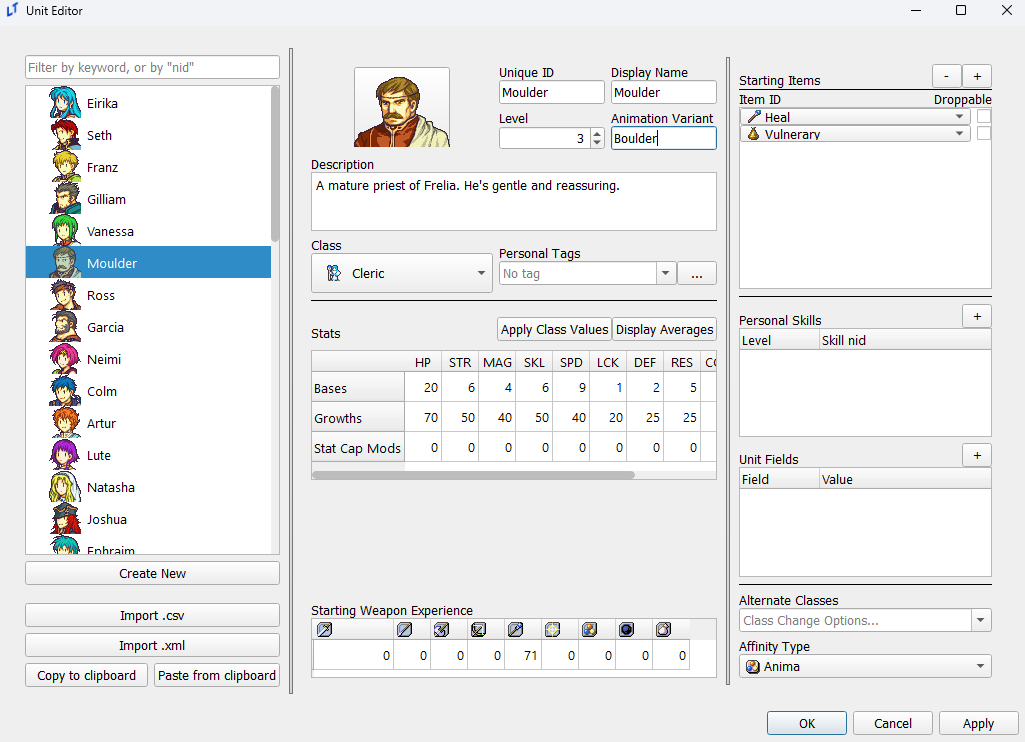 LT Unit Editor
Filter by keyword, or by "nid"
Eirika
Seth
Franz
Gilliam
Vanessa
Moulder
Ross
Garcia
Neimi
Colm
Artur
Lute
Natasha
Joshua
Ephraim
Create New
Import .csv
Import .xml
Copy to clipboard
Paste from clipboard
Unique ID
Display Name
Moulder
Moulder
Level
Animation Variant
3
Boulder
Description
A mature priest of Frelia. He's gentle and reassuring.
Class
Personal Tags
Cleric
No tag
...
Stats
Apply Class Values
Display Averages
HP STR MAG SKL SPD LCK DEF RES
Bases 20 6 4 6 9 1 2 5
Growths 70 50 40 50 40 20 25 25
Stat Cap Mods 0 0 0 0 0 0 0 0
Starting Weapon Experience
0 0 0 0 71 0 0 0 0
Starting Items
- +
Item ID Droppable
Heal
Vulnerary
Personal Skills
+
Level Skill nid
Unit Fields
+
Field Value
Alternate Classes
Class Change Options...
Affinity Type
Anima
OK
Cancel
Apply